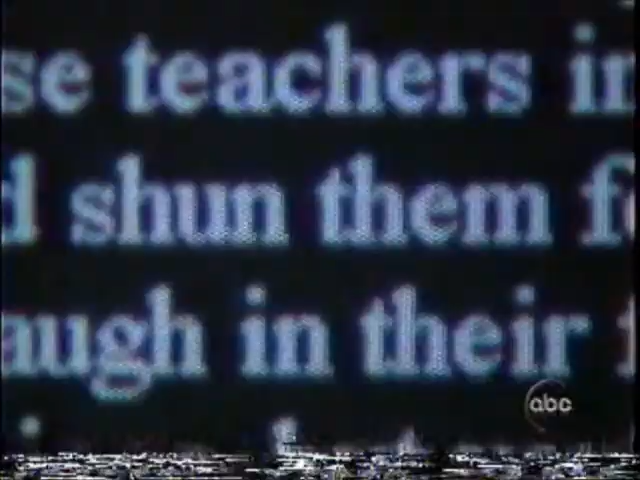 se teachers in
d shun them f
augh in their
abc